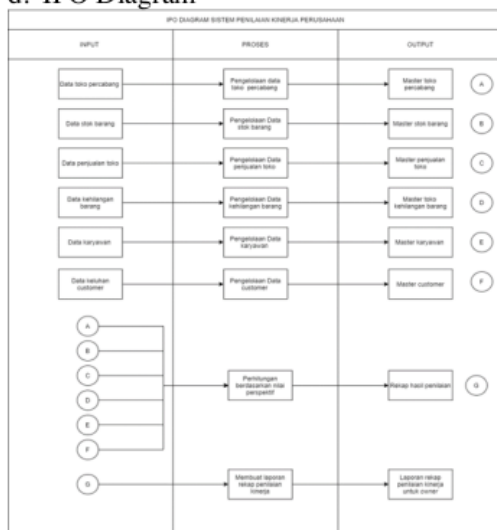 d. IPO Diagram
IPO DIAGRAM SISTEM PENILAIAN KINERJA PERUSAHAAN
INPUT
PROSES
OUTPUT
Data toko percabang
Pengelolaan data
toko percabang
Master toko
percabang
A
Data stok barang
Pengelolaan Data
stok barang
Master stok barang
B
Data penjualan toko
Pengelolaan Data
penjualan toko
Master penjualan
toko
C
Data kehilangan
barang
Pengelolaan Data
kehilangan barang
Master toko
kehilangan barang
D
Data karyawan
Pengelolaan Data
karyawan
Master karyawan
E
Data keluhan
customer
Pengelolaan Data
customer
Master customer
F
A
B
C
D
E
F
Perhitungan
berdasarkan nilai
perspektif
Rekap hasil penilaian
G
G
Membuat laporan
rekap penilaian
kinerja
Laporan rekap
penilaian kinerja
untuk owner